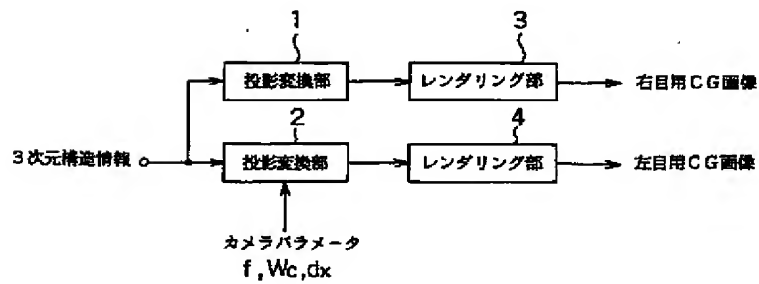 1
3
投影変換部
レンダリング部
右目用CG画像
2
4
3次元構造情報
投影変換部
レンダリング部
左目用CG画像
カメラパラメータ
f,Wc,dx